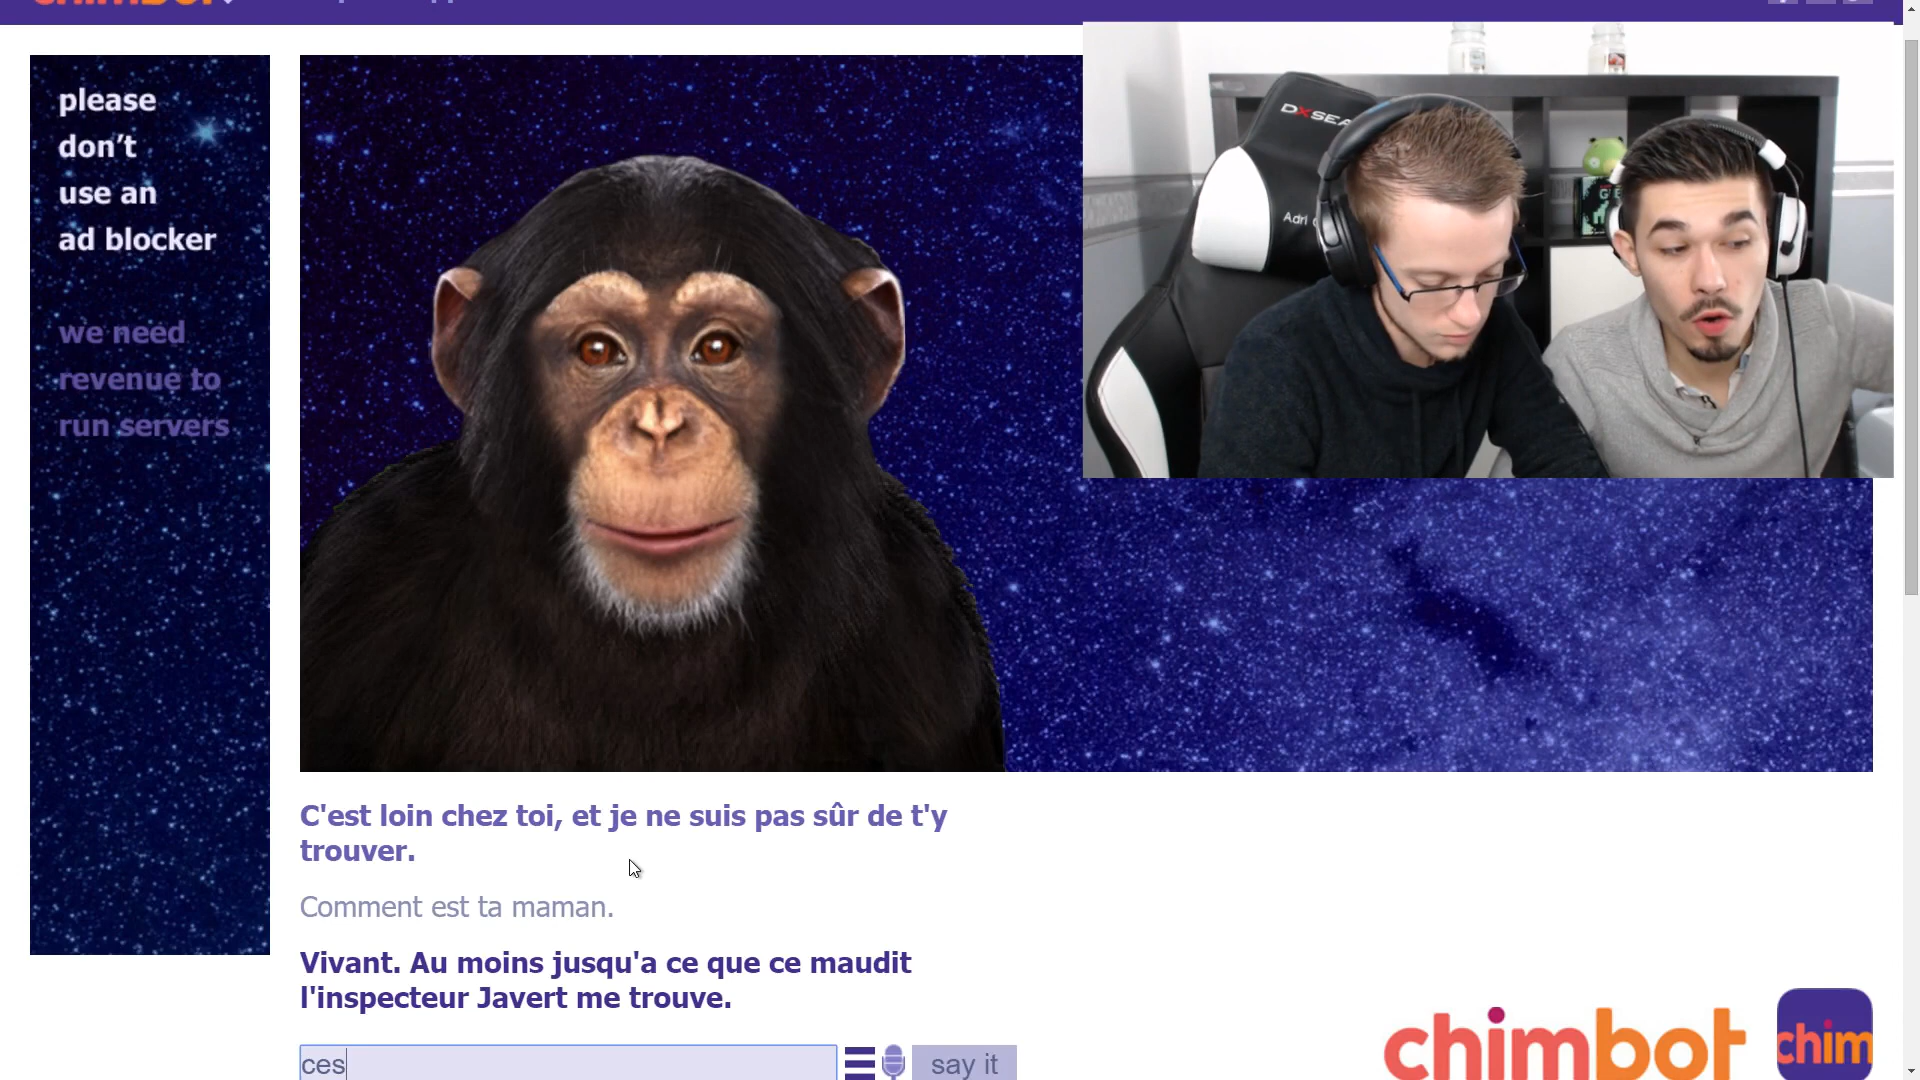 please
don't
use an
ad blocker
we need
revenue to
run servers
DXSEA
Adri
C'est loin chez toi, et je ne suis pas sûr de t'y
trouver.
Comment est ta maman.
Vivant. Au moins jusqu'a ce que ce maudit
l'inspecteur Javert me trouve.
ces
say it
chimbot
chim